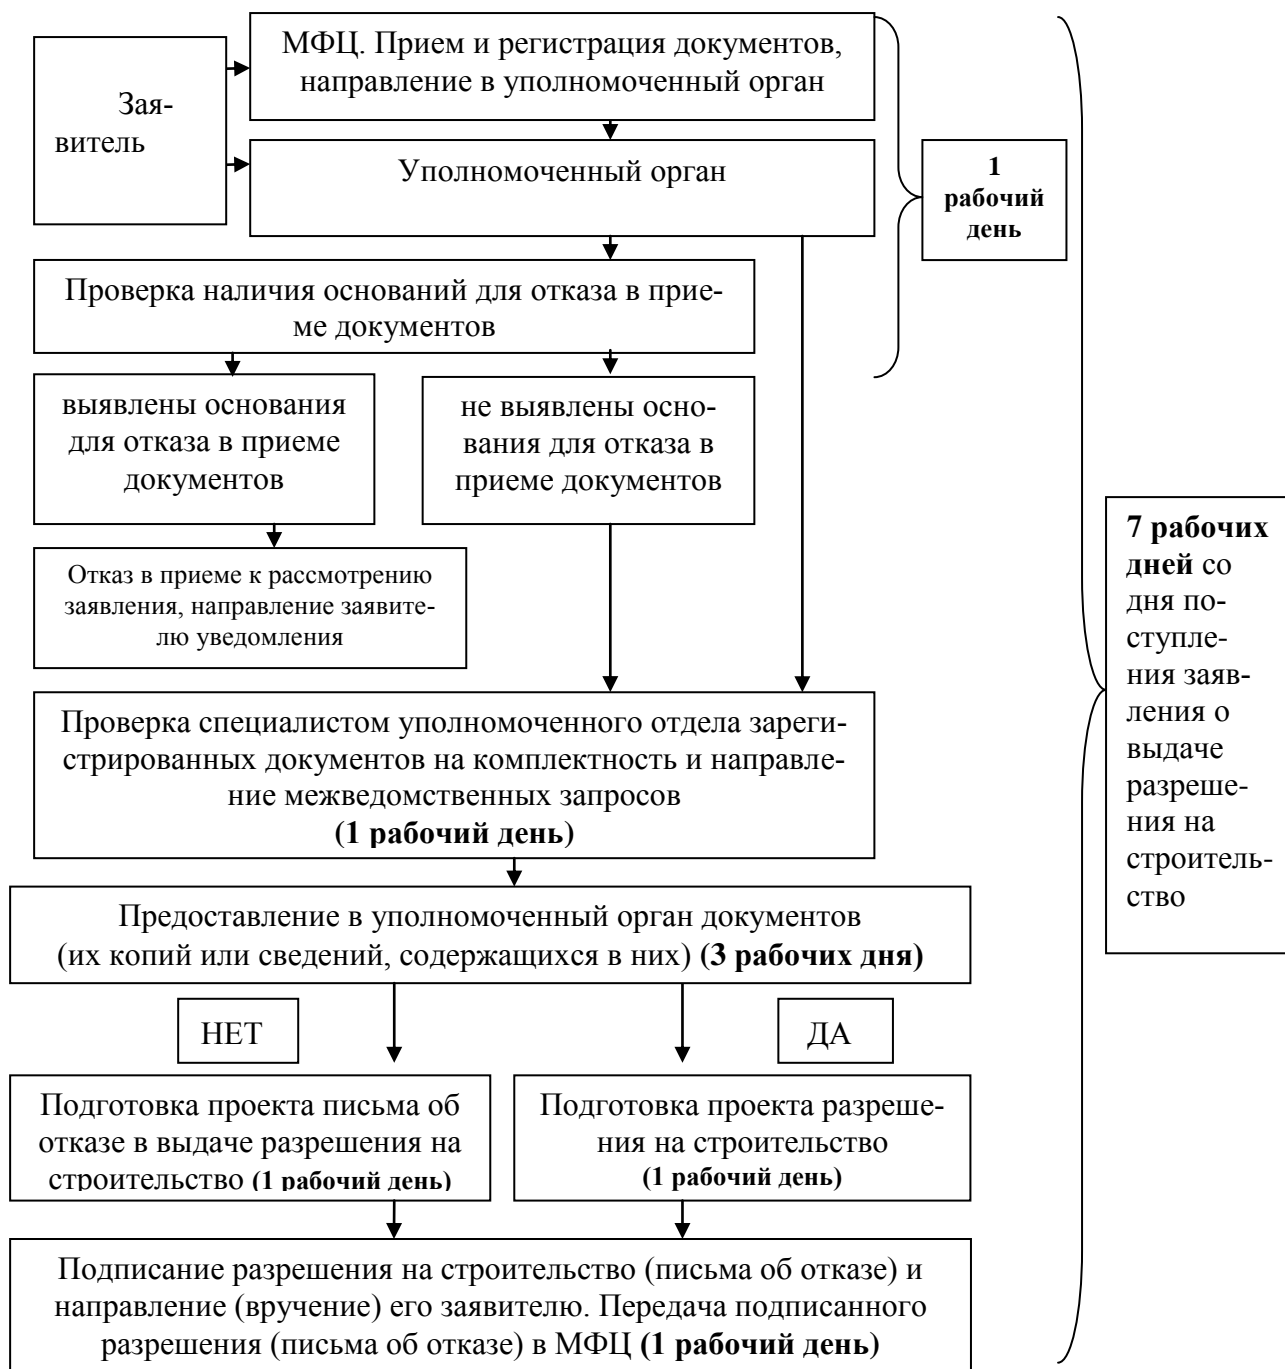 МФЦ. Прием и регистрация документов,
направление в уполномоченный орган
Зая-
витель
Уполномоченный орган
1
рабочий
день
Проверка наличия оснований для отказа в прие-
ме документов
выявлены основания
для отказа в приеме
документов
не выявлены осно-
вания для отказа в
приеме документов
Отказ в приеме к рассмотрению
заявления, направление заявите-
лю уведомления
7 рабочих
дней со
дня по-
ступле-
ния заяв-
ления о
выдаче
разреше-
ния на
строитель-
ство
Проверка специалистом уполномоченного отдела зареги-
стрированных документов на комплектность и направле-
ние межведомственных запросов
(1 рабочий день)
Предоставление в уполномоченный орган документов
(их копий или сведений, содержащихся в них) (3 рабочих дня)
НЕТ
ДА
Подготовка проекта письма об
отказе в выдаче разрешения на
строительство (1 рабочий день)
Подготовка проекта разреше-
ния на строительство
(1 рабочий день)
Подписание разрешения на строительство (письма об отказе) и
направление (вручение) его заявителю. Передача подписанного
разрешения (письма об отказе) в МФЦ (1 рабочий день)